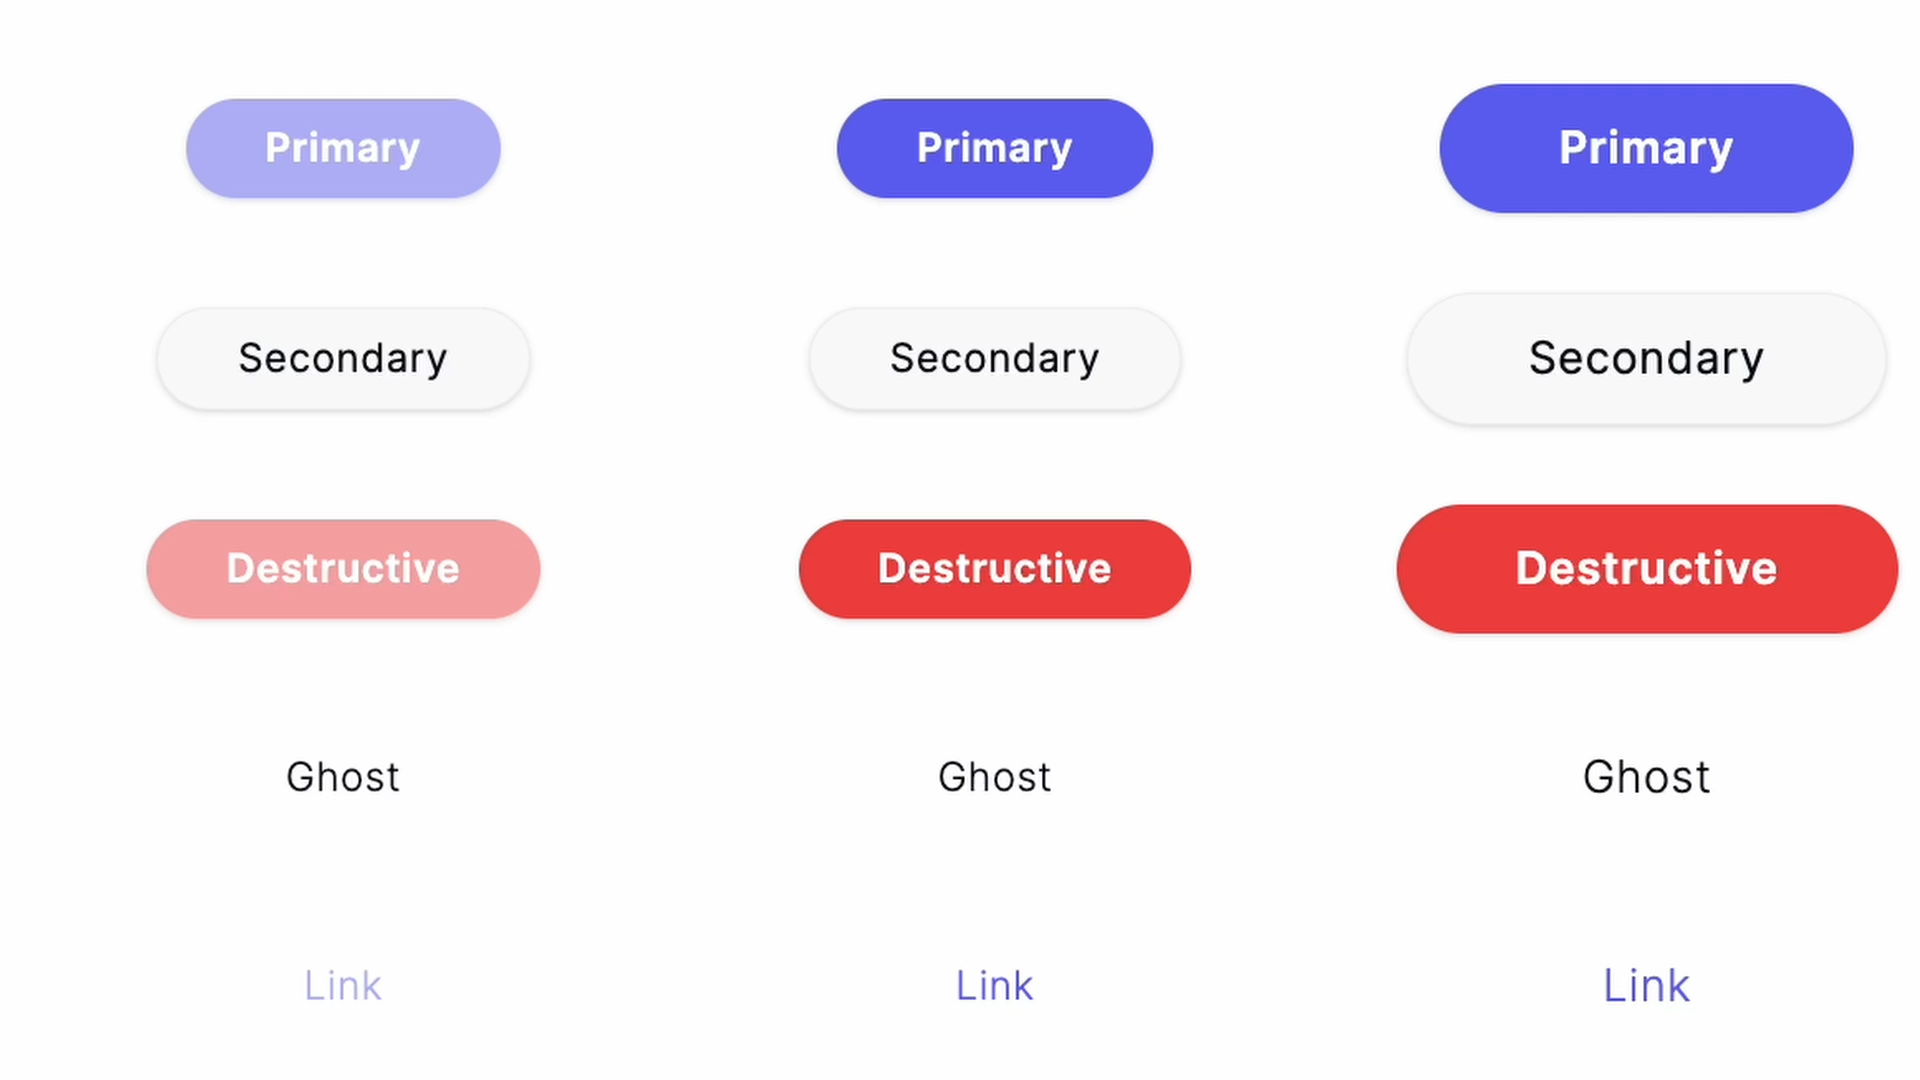 Primary Primary Primary
Secondary Secondary Secondary
Destructive Destructive Destructive
Ghost Ghost Ghost
Link Link Link